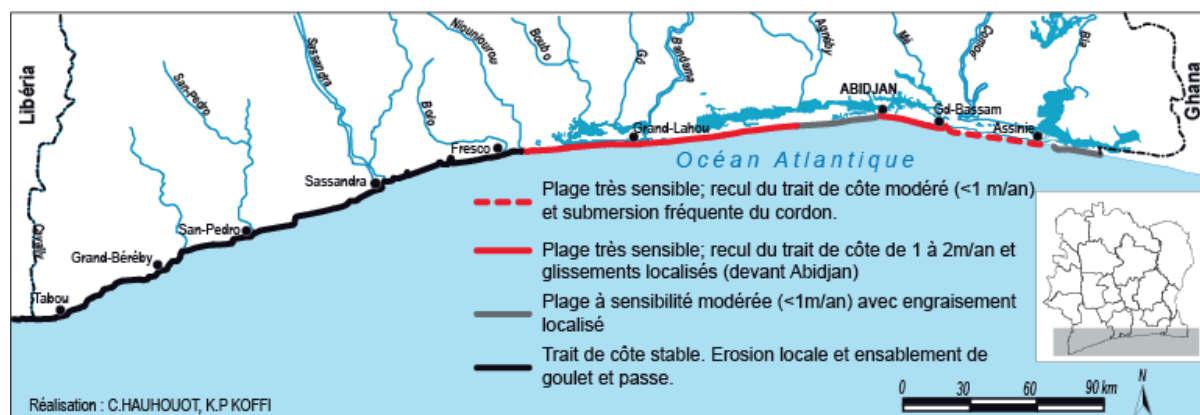 Libéria
San-Pedro
Sassandra
Niouniourou
Bolo
Boubo
Gô
Bandama
Agnéby
Mé
Comoé
Bia
Ghana
ABIDJAN
Gd-Bassam
Assinie
Grand-Lahou
Fresco
Sassandra
San-Pedro
Grand-Béréby
Tabou
Cavally
Océan Atlantique
Plage très sensible; recul du trait de côte modéré (<1 m/an)
et submersion fréquente du cordon.
Plage très sensible; recul du trait de côte de 1 à 2m/an et
glissements localisés (devant Abidjan)
Plage à sensibilité modérée (<1m/an) avec engraisement
localisé
Trait de côte stable. Erosion locale et ensablement de
goulet et passe.
Réalisation : C.HAUHOUOT, K.P KOFFI
0 30 60 90 km
N